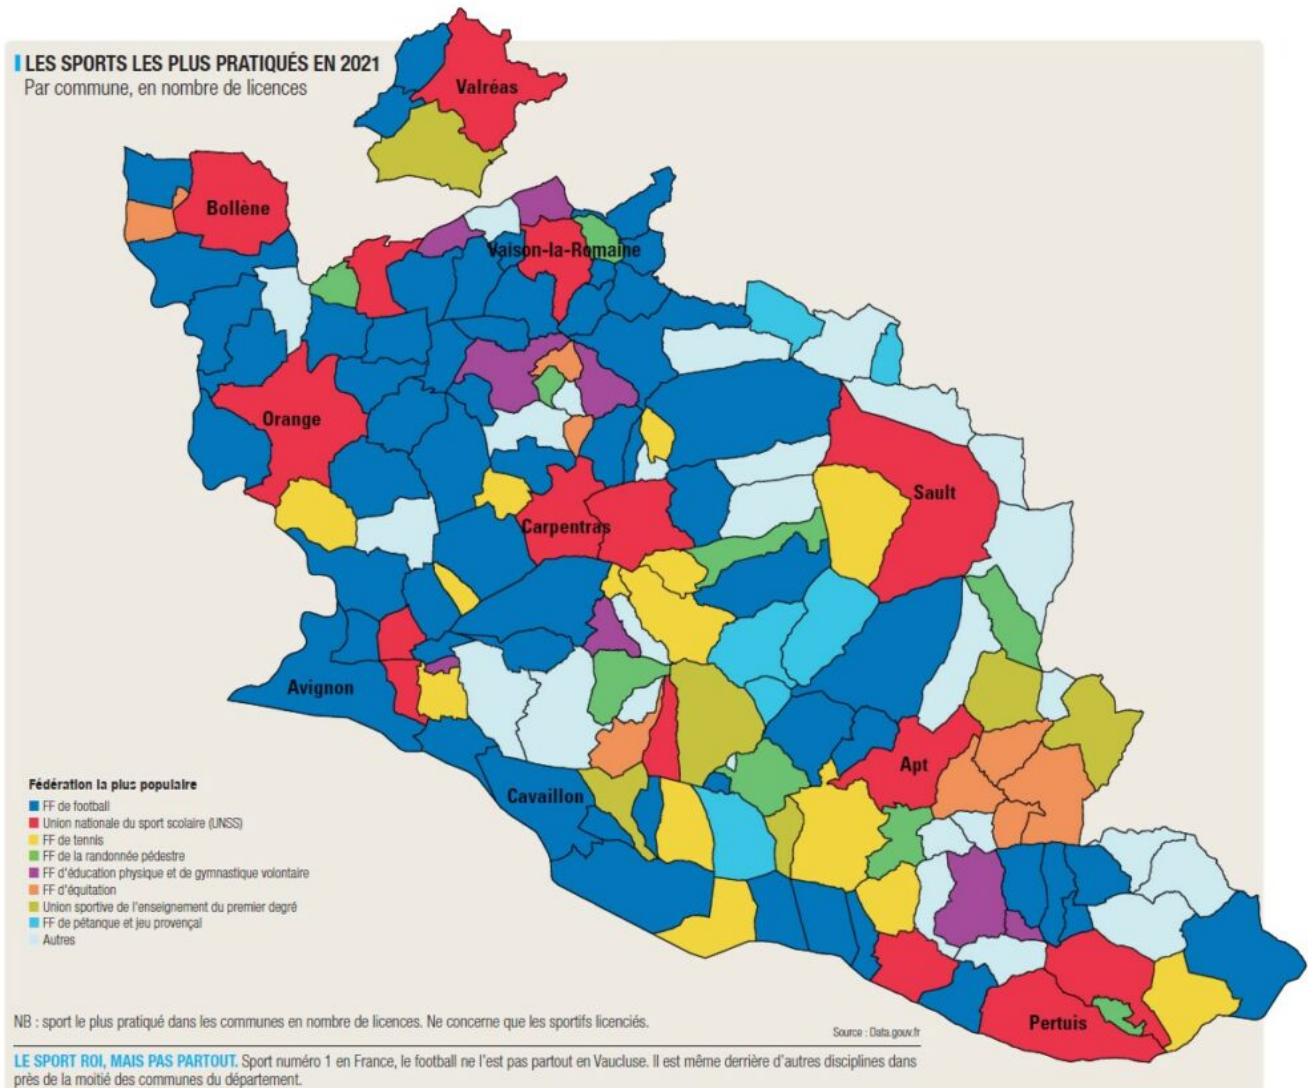 LES SPORTS LES PLUS PRATIQUÉS EN 2021
Par commune, en nombre de licences
Valréas
Bollène
Vaison-la-Romaine
Orange
Sault
Carpentras
Avignon
Apt
Cavaillon
Pertuis
Fédération la plus populaire
FF de football
Union nationale du sport scolaire (UNSS)
FF de tennis
FF de la randonnée pédestre
FF d'éducation physique et de gymnastique volontaire
FF d'équitation
Union sportive de l'enseignement du premier degré
FF de pétanque et jeu provençal
Autres
NB : sport le plus pratiqué dans les communes en nombre de licences. Ne concerne que les sportifs licenciés.
Source : Data.gouv.fr
LE SPORT ROI, MAIS PAS PARTOUT. Sport numéro 1 en France, le football ne l'est pas partout en Vaucluse. Il est même derrière d'autres disciplines dans
près de la moitié des communes du département.